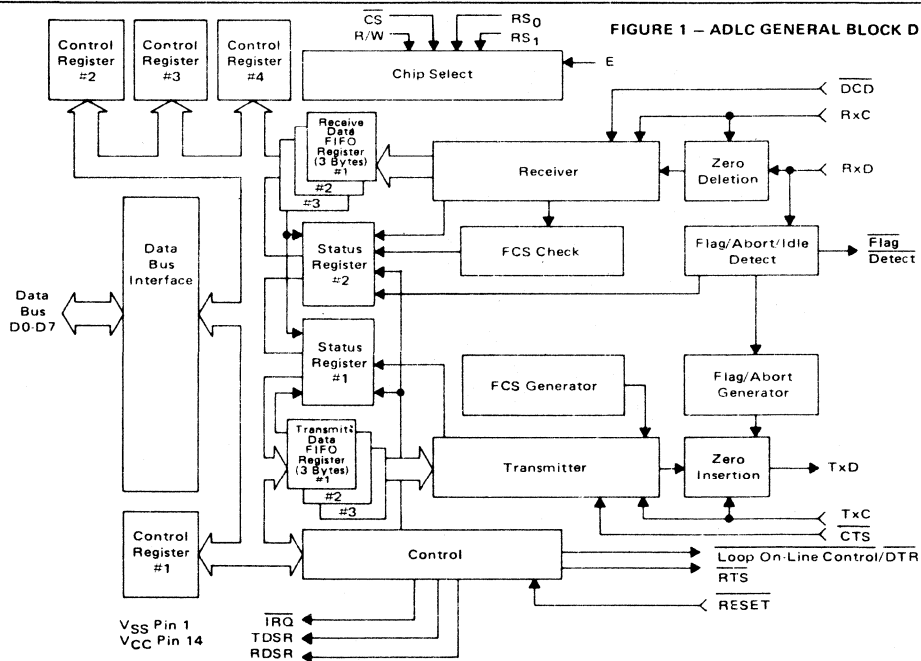 FIGURE 1 – ADLC GENERAL BLOCK D
CS
R/W
RS0
RS1
E
Chip Select
Control
Register
#2
Control
Register
#3
Control
Register
#4
DCD
RxC
RxD
Receive
Data
FIFO
Register
(3 Bytes)
#1
#2
#3
Receiver
Zero
Deletion
Data
Bus
Interface
Status
Register
#2
FCS Check
Flag/Abort/Idle
Detect
Flag
Detect
Data
Bus
D0-D7
Status
Register
#1
FCS Generator
Flag/Abort
Generator
Transmit
Data
FIFO
Register
(3 Bytes)
#1
#2
#3
Transmitter
Zero
Insertion
TxD
TxC
CTS
Control
Register
#1
Control
Loop On-Line Control/DTR
RTS
RESET
VSS Pin 1
VCC Pin 14
IRQ
TDSR
RDSR